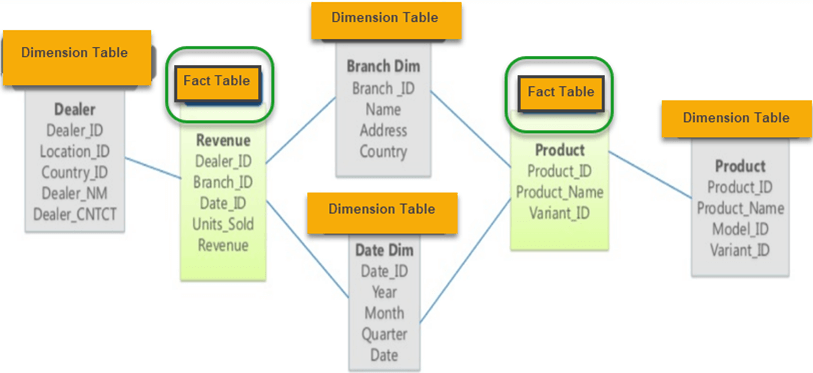 Dimension Table
Dealer
Dealer_ID
Location_ID
Country_ID
Dealer_NM
Dealer_CNTCT
Fact Table
Revenue
Dealer_ID
Branch_ID
Date_ID
Units_Sold
Revenue
Dimension Table
Branch Dim
Branch _ID
Name
Address
Country
Dimension Table
Date Dim
Date_ID
Year
Month
Quarter
Date
Fact Table
Product
Product_ID
Product_Name
Variant_ID
Dimension Table
Product
Product_ID
Product_Name
Model_ID
Variant_ID